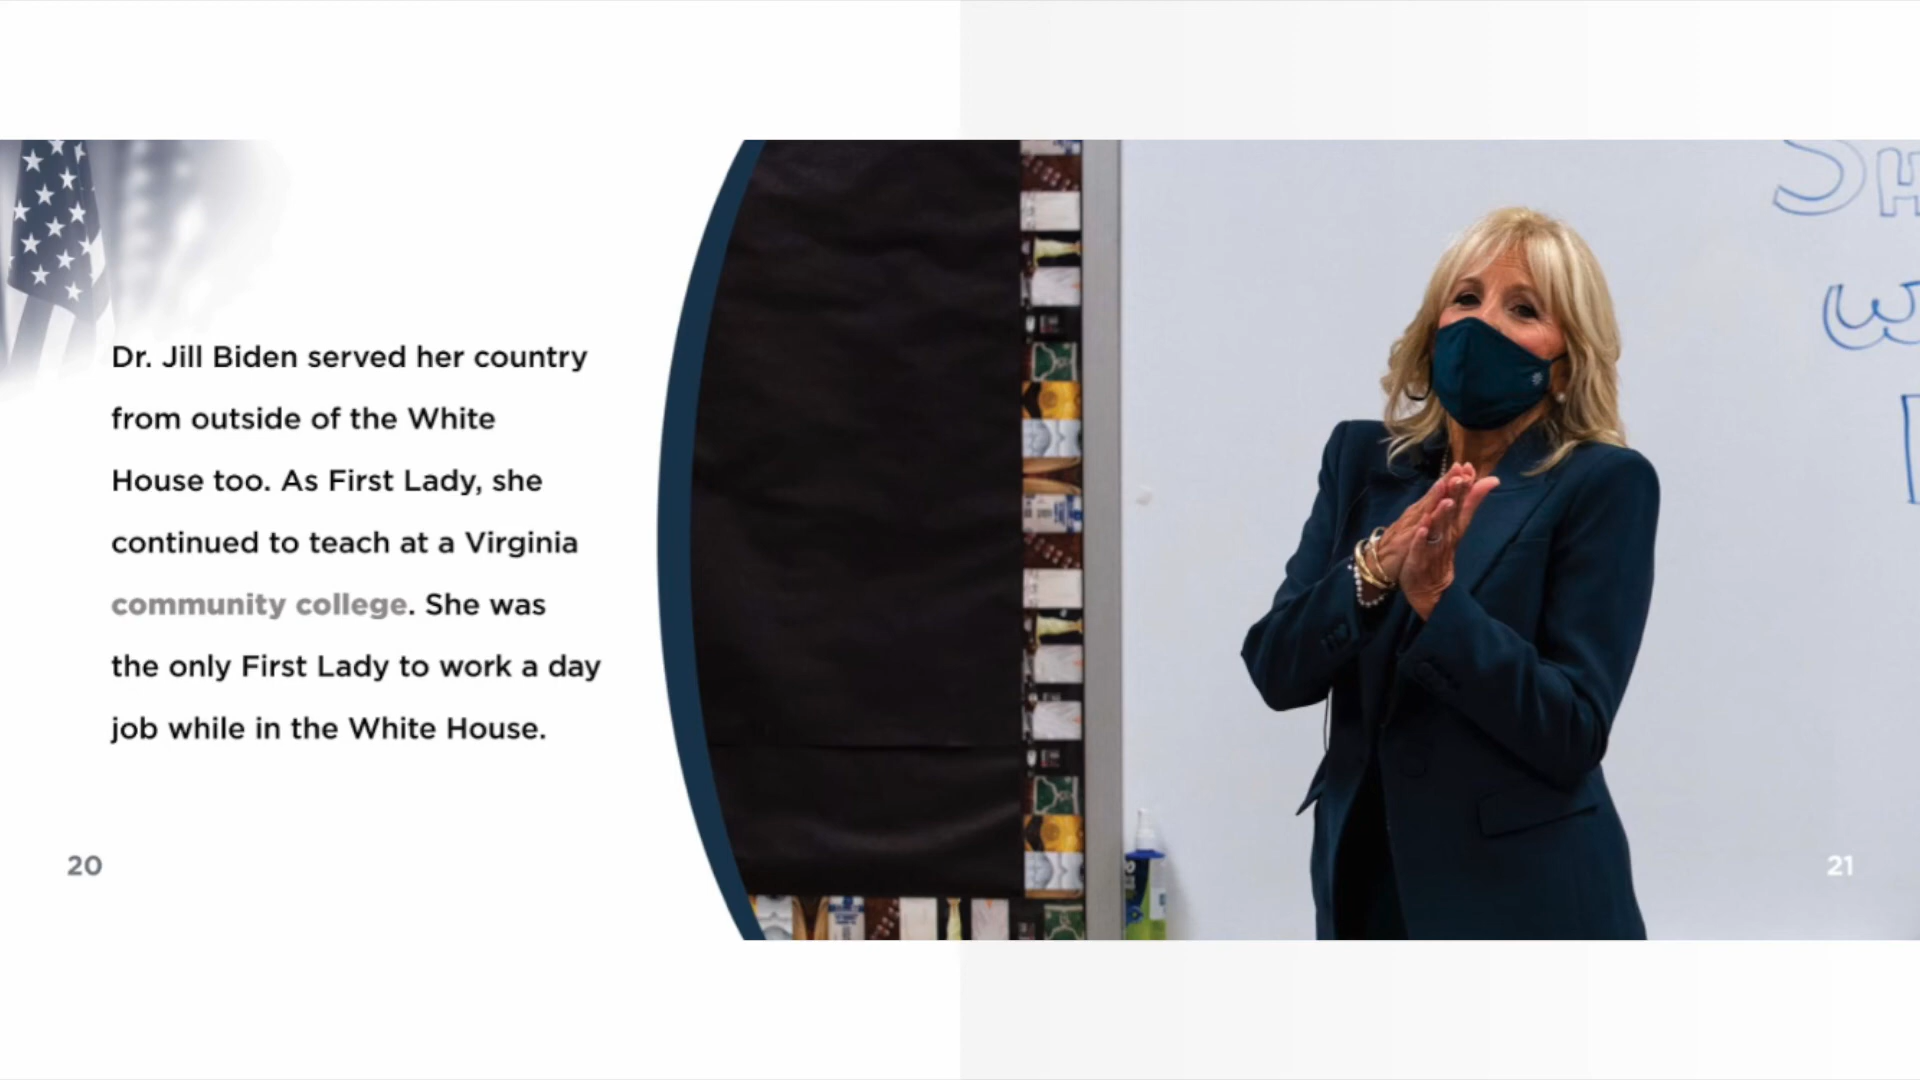 Dr. Jill Biden served her country
from outside of the White
House too. As First Lady, she
continued to teach at a Virginia
community college. She was
the only First Lady to work a day
job while in the White House.
20
SH
W
21